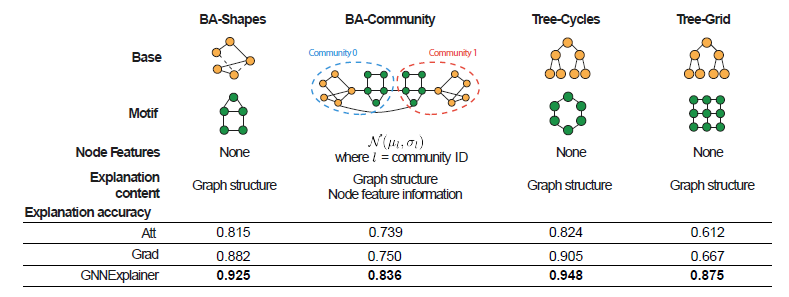 BA-Shapes BA-Community Tree-Cycles Tree-Grid
Base
Community 0 Community 1
Motif
Node Features None 𝒩(μₗ, σₗ) None None
where l = community ID
Explanation content Graph structure Graph structure Graph structure Graph structure
Node feature information
Explanation accuracy
Att 0.815 0.739 0.824 0.612
Grad 0.882 0.750 0.905 0.667
GNNExplainer 0.925 0.836 0.948 0.875